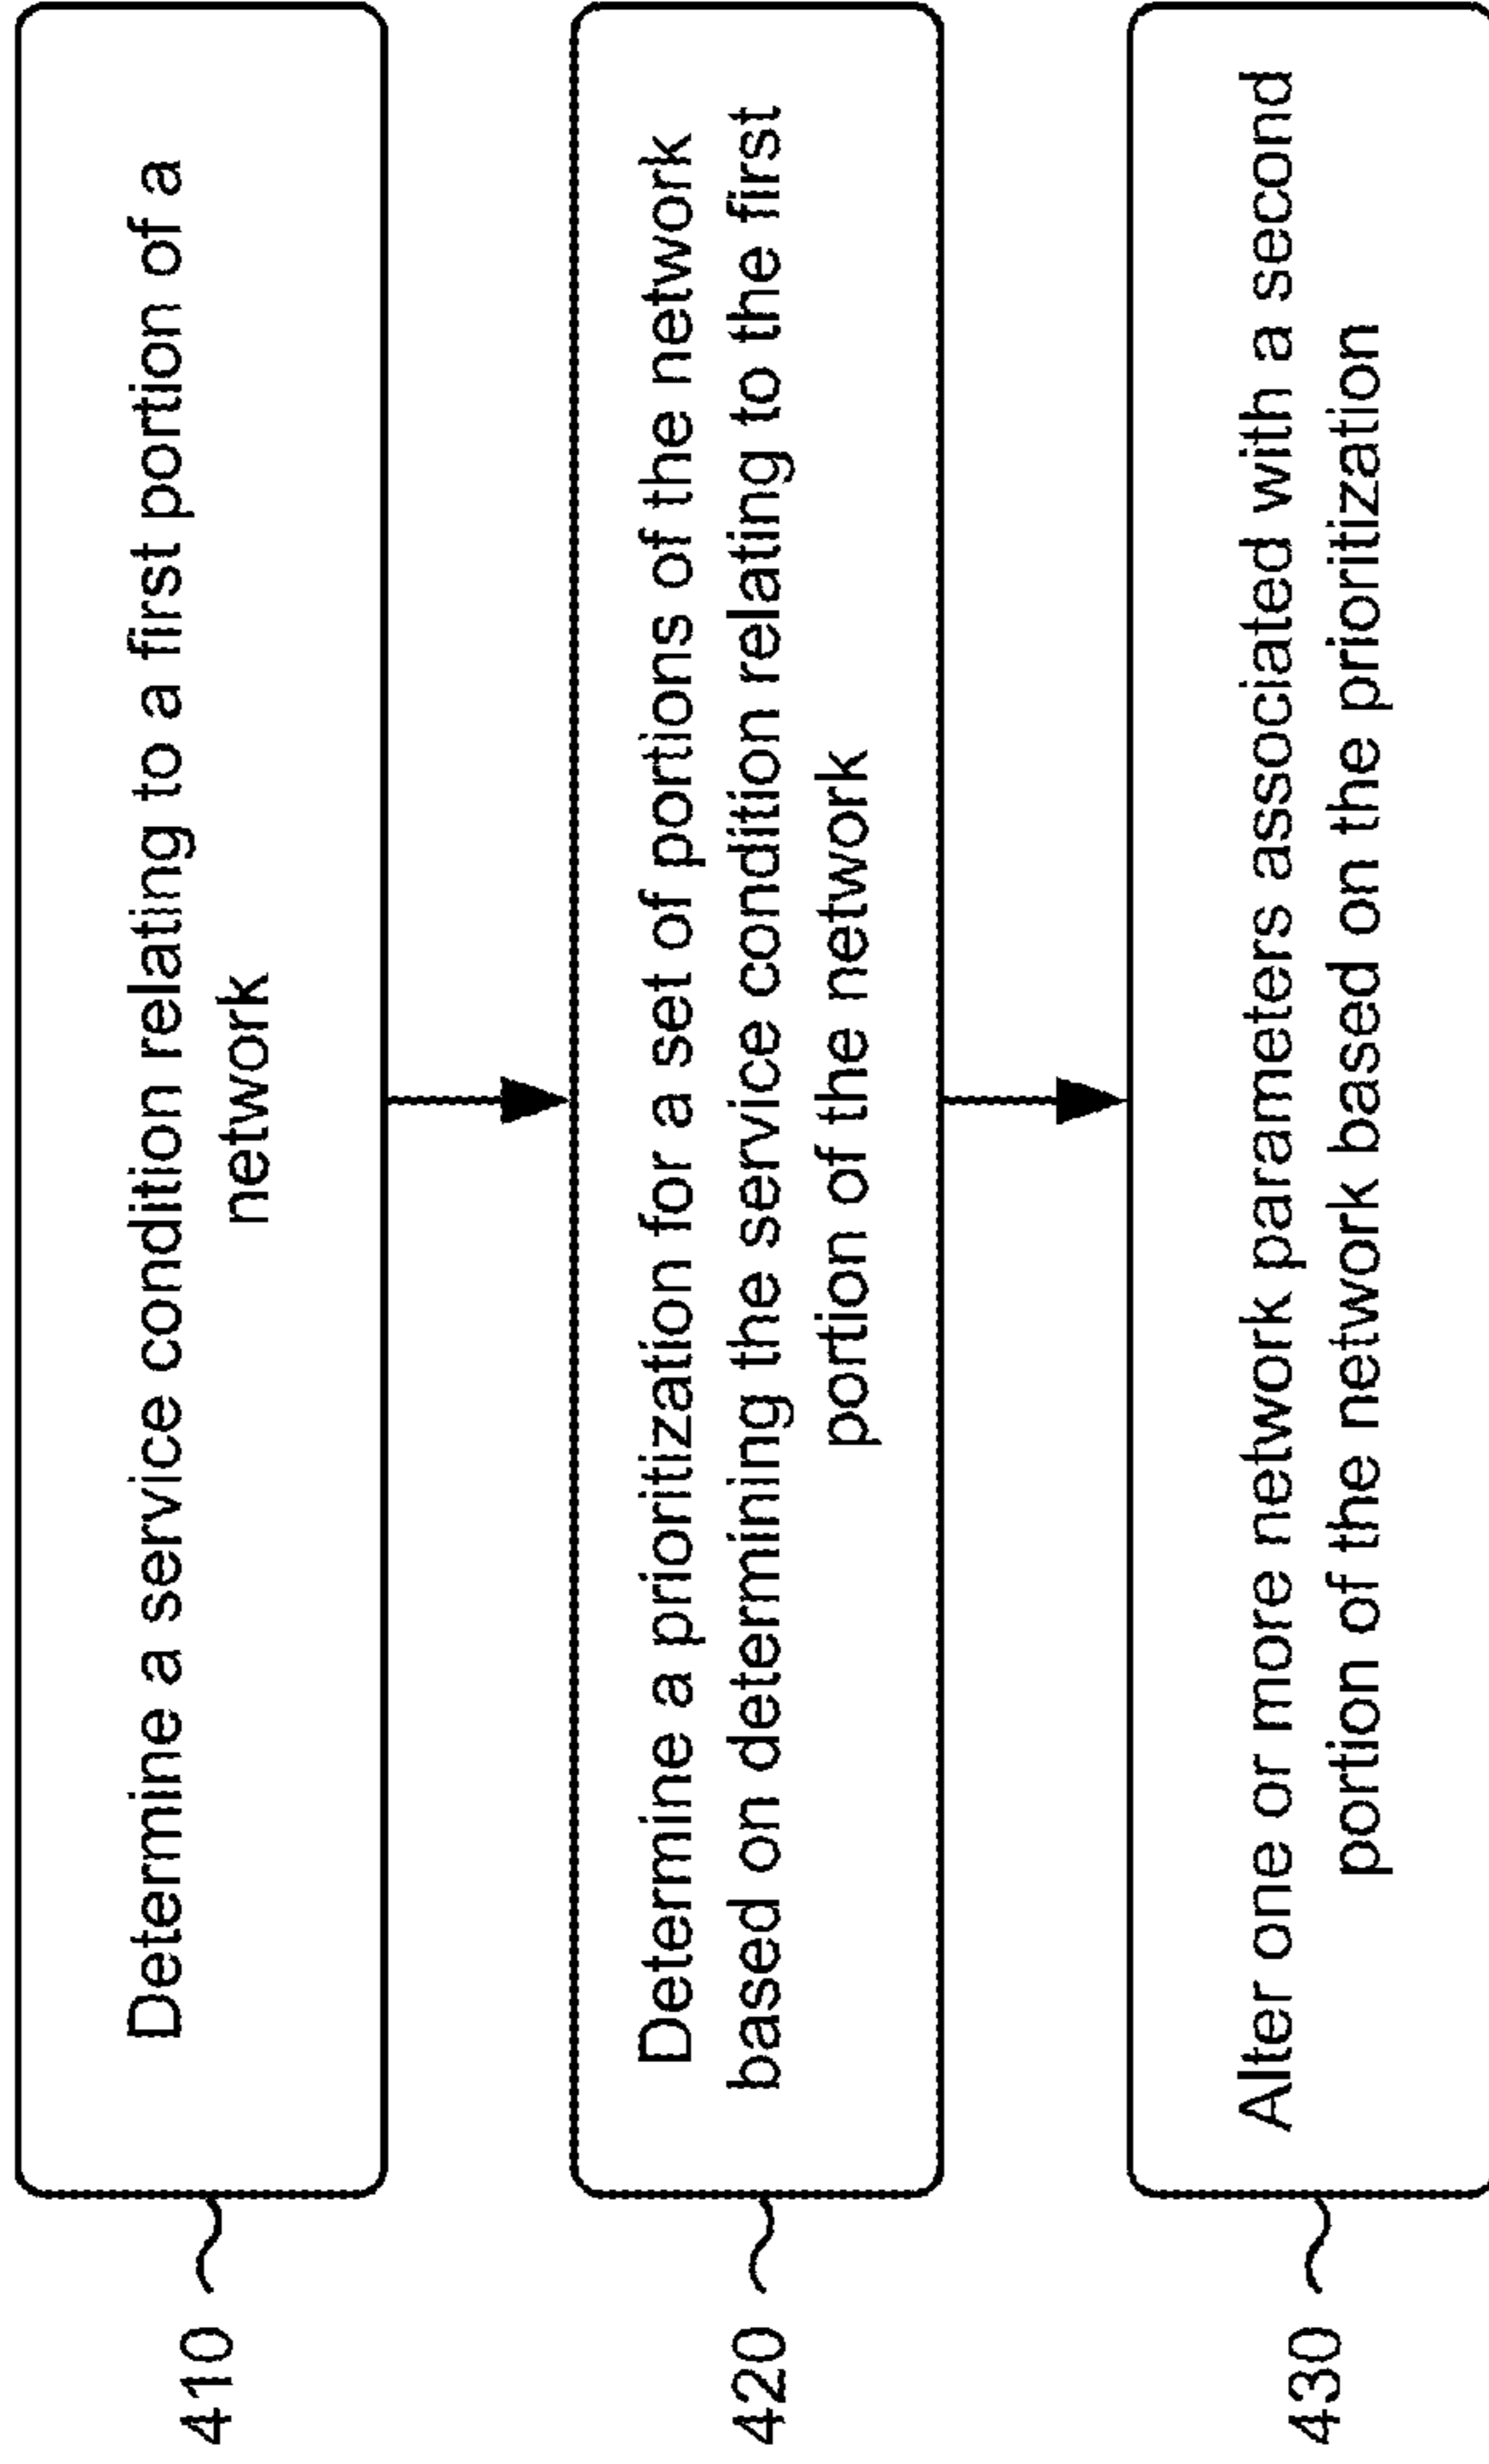 410
Determine a service condition relating to a first portion of a
network
420
Determine a prioritization for a set of portions of the network
based on determining the service condition relating to the first
portion of the network
430
Alter one or more network parameters associated with a second
portion of the network based on the prioritization